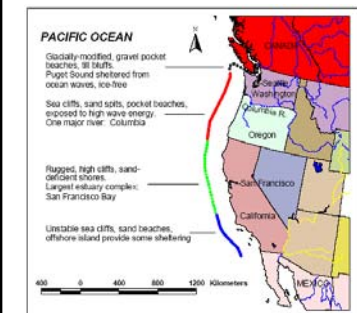 PACIFIC OCEAN
N
Glacially-modified, gravel pocket
beaches, till bluffs.
Puget Sound sheltered from
ocean waves, ice-free
Sea cliffs, sand spits, pocket beaches,
exposed to high wave energy.
One major river: Columbia
Rugged, high cliffs, sand-
deficient shores.
Largest estuary complex:
San Francisco Bay
Unstable sea cliffs, sand beaches,
offshore island provide some sheltering
CANADA
Seattle
Washington
Columbia R.
Oregon
San Francisco
California
MEXICO
400 0 400 800 1200 Kilometers